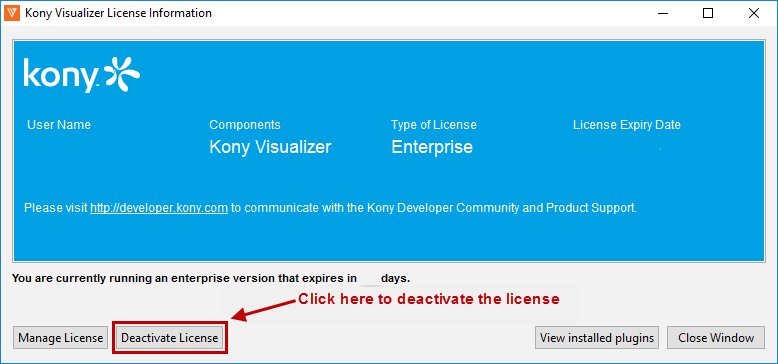 Kony Visualizer License Information
kony
User Name Components Type of License License Expiry Date
Kony Visualizer Enterprise
Please visit http://developer.kony.com to communicate with the Kony Developer Community and Product Support.
You are currently running an enterprise version that expires in days.
Click here to deactivate the license
Manage License Deactivate License View installed plugins Close Window